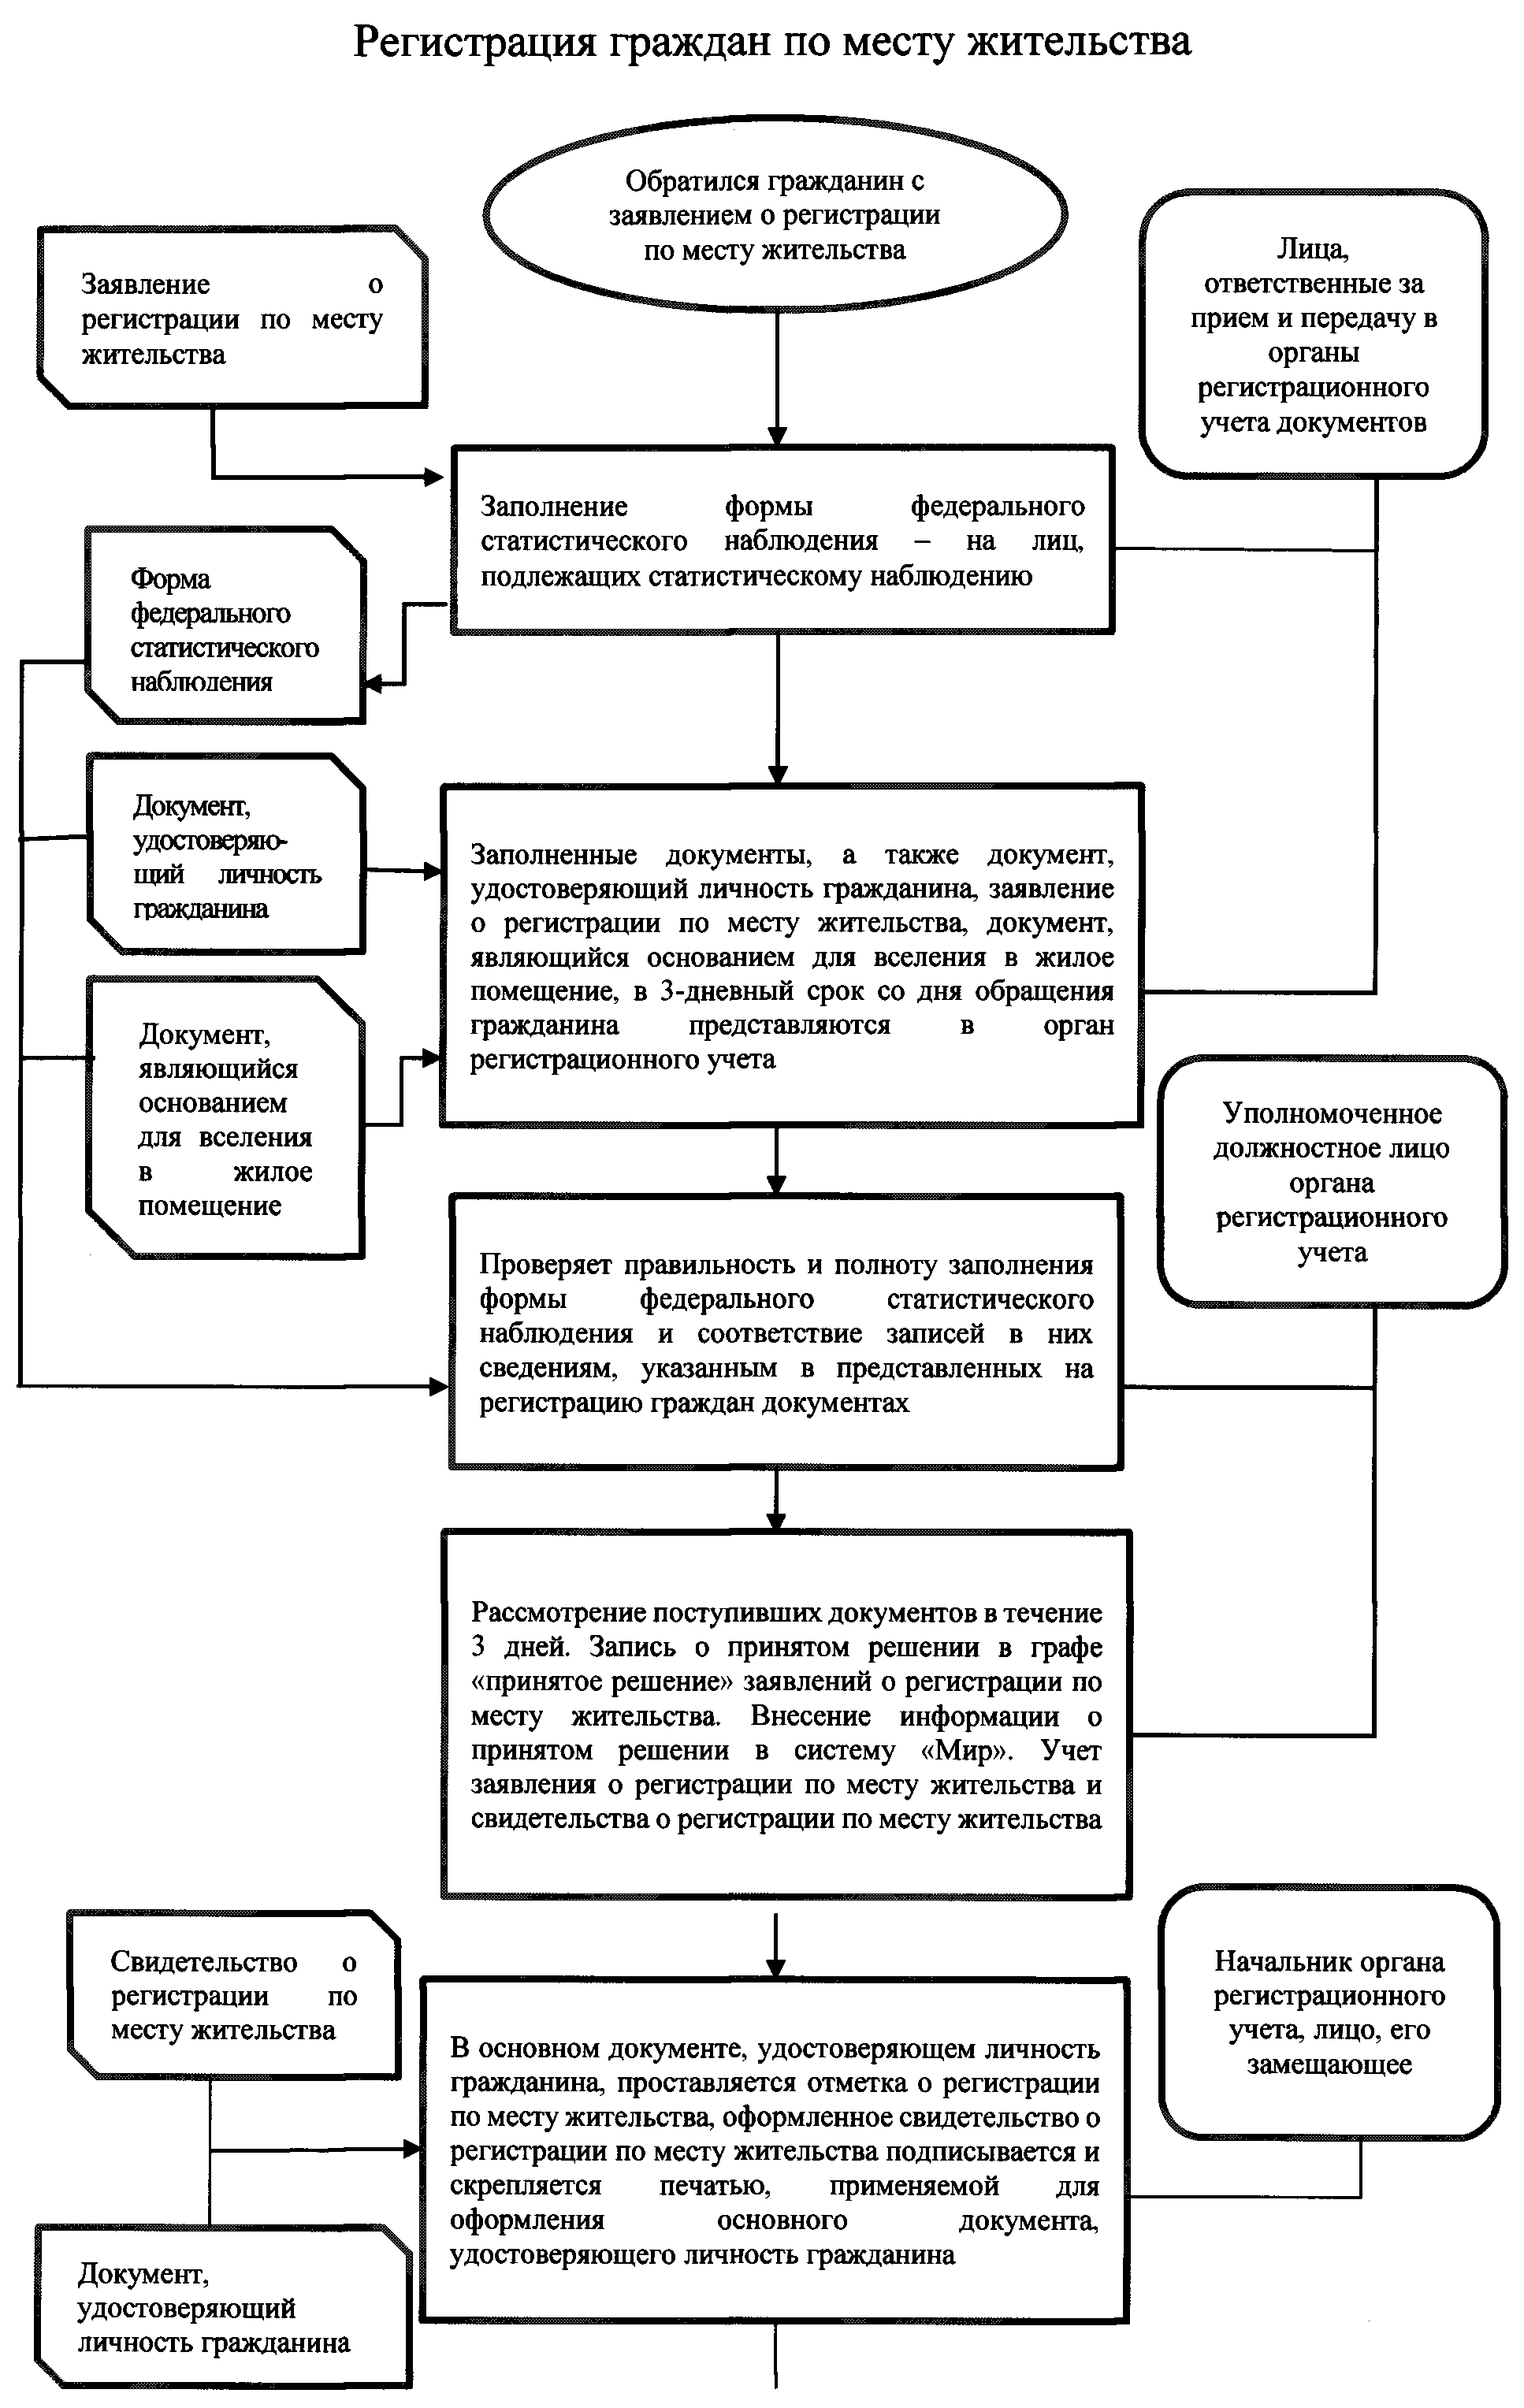 Регистрация граждан по месту жительства
Обратился гражданин с
заявлением о регистрации
по месту жительства
Лица,
ответственные за
прием и передачу в
органы
регистрационного
учета документов
Заявление о
регистрации по месту
жительства
Заполнение формы федерального
статистического наблюдения – на лиц,
подлежащих статистическому наблюдению
Форма
федерального
статистического
наблюдения
Документ,
удостоверяю-
щий личность
гражданина
Заполненные документы, а также документ,
удостоверяющий личность гражданина, заявление
о регистрации по месту жительства, документ,
являющийся основанием для вселения в жилое
помещение, в 3-дневный срок со дня обращения
гражданина представляются в орган
регистрационного учета
Документ,
являющийся
основанием
для вселения
в жилое
помещение
Уполномоченное
должностное лицо
органа
регистрационного
учета
Проверяет правильность и полноту заполнения
формы федерального статистического
наблюдения и соответствие записей в них
сведениям, указанным в представленных на
регистрацию граждан документах
Рассмотрение поступивших документов в течение
3 дней. Запись о принятом решении в графе
«принятое решение» заявлений о регистрации по
месту жительства. Внесение информации о
принятом решении в систему «Мир». Учет
заявления о регистрации по месту жительства и
свидетельства о регистрации по месту жительства
Свидетельство о
регистрации по
месту жительства
Начальник органа
регистрационного
учета, лицо, его
замещающее
В основном документе, удостоверяющем личность
гражданина, проставляется отметка о регистрации
по месту жительства, оформленное свидетельство о
регистрации по месту жительства подписывается и
скрепляется печатью, применяемой для
оформления основного документа,
удостоверяющего личность гражданина
Документ,
удостоверяющий
личность гражданина